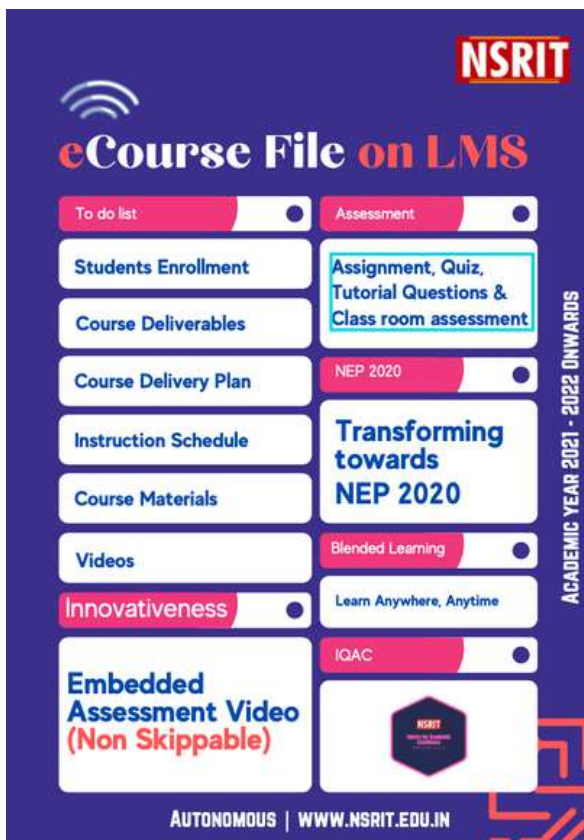 NSRIT
eCourse File on LMS
To do list
Students Enrollment
Course Deliverables
Course Delivery Plan
Instruction Schedule
Course Materials
Videos
Innovativeness
Embedded
Assessment Video
(Non Skippable)
Assessment
Assignment, Quiz,
Tutorial Questions &
Class room assessment
NEP 2020
Transforming
towards
NEP 2020
Blended Learning
Learn Anywhere, Anytime
IQAC
NSRIT
ACADEMIC YEAR 2021 - 2022 ONWARDS
AUTONOMOUS | WWW.NSRIT.EDU.IN